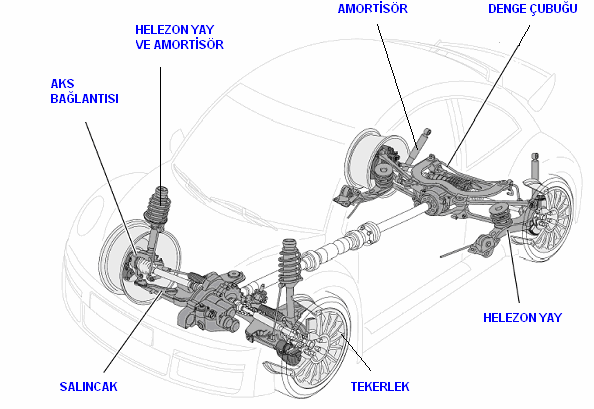 AMORTİSÖR
DENGE ÇUBUĞU
HELEZON YAY
VE AMORTİSÖR
AKS
BAĞLANTISI
HELEZON YAY
SALINCAK
TEKERLEK